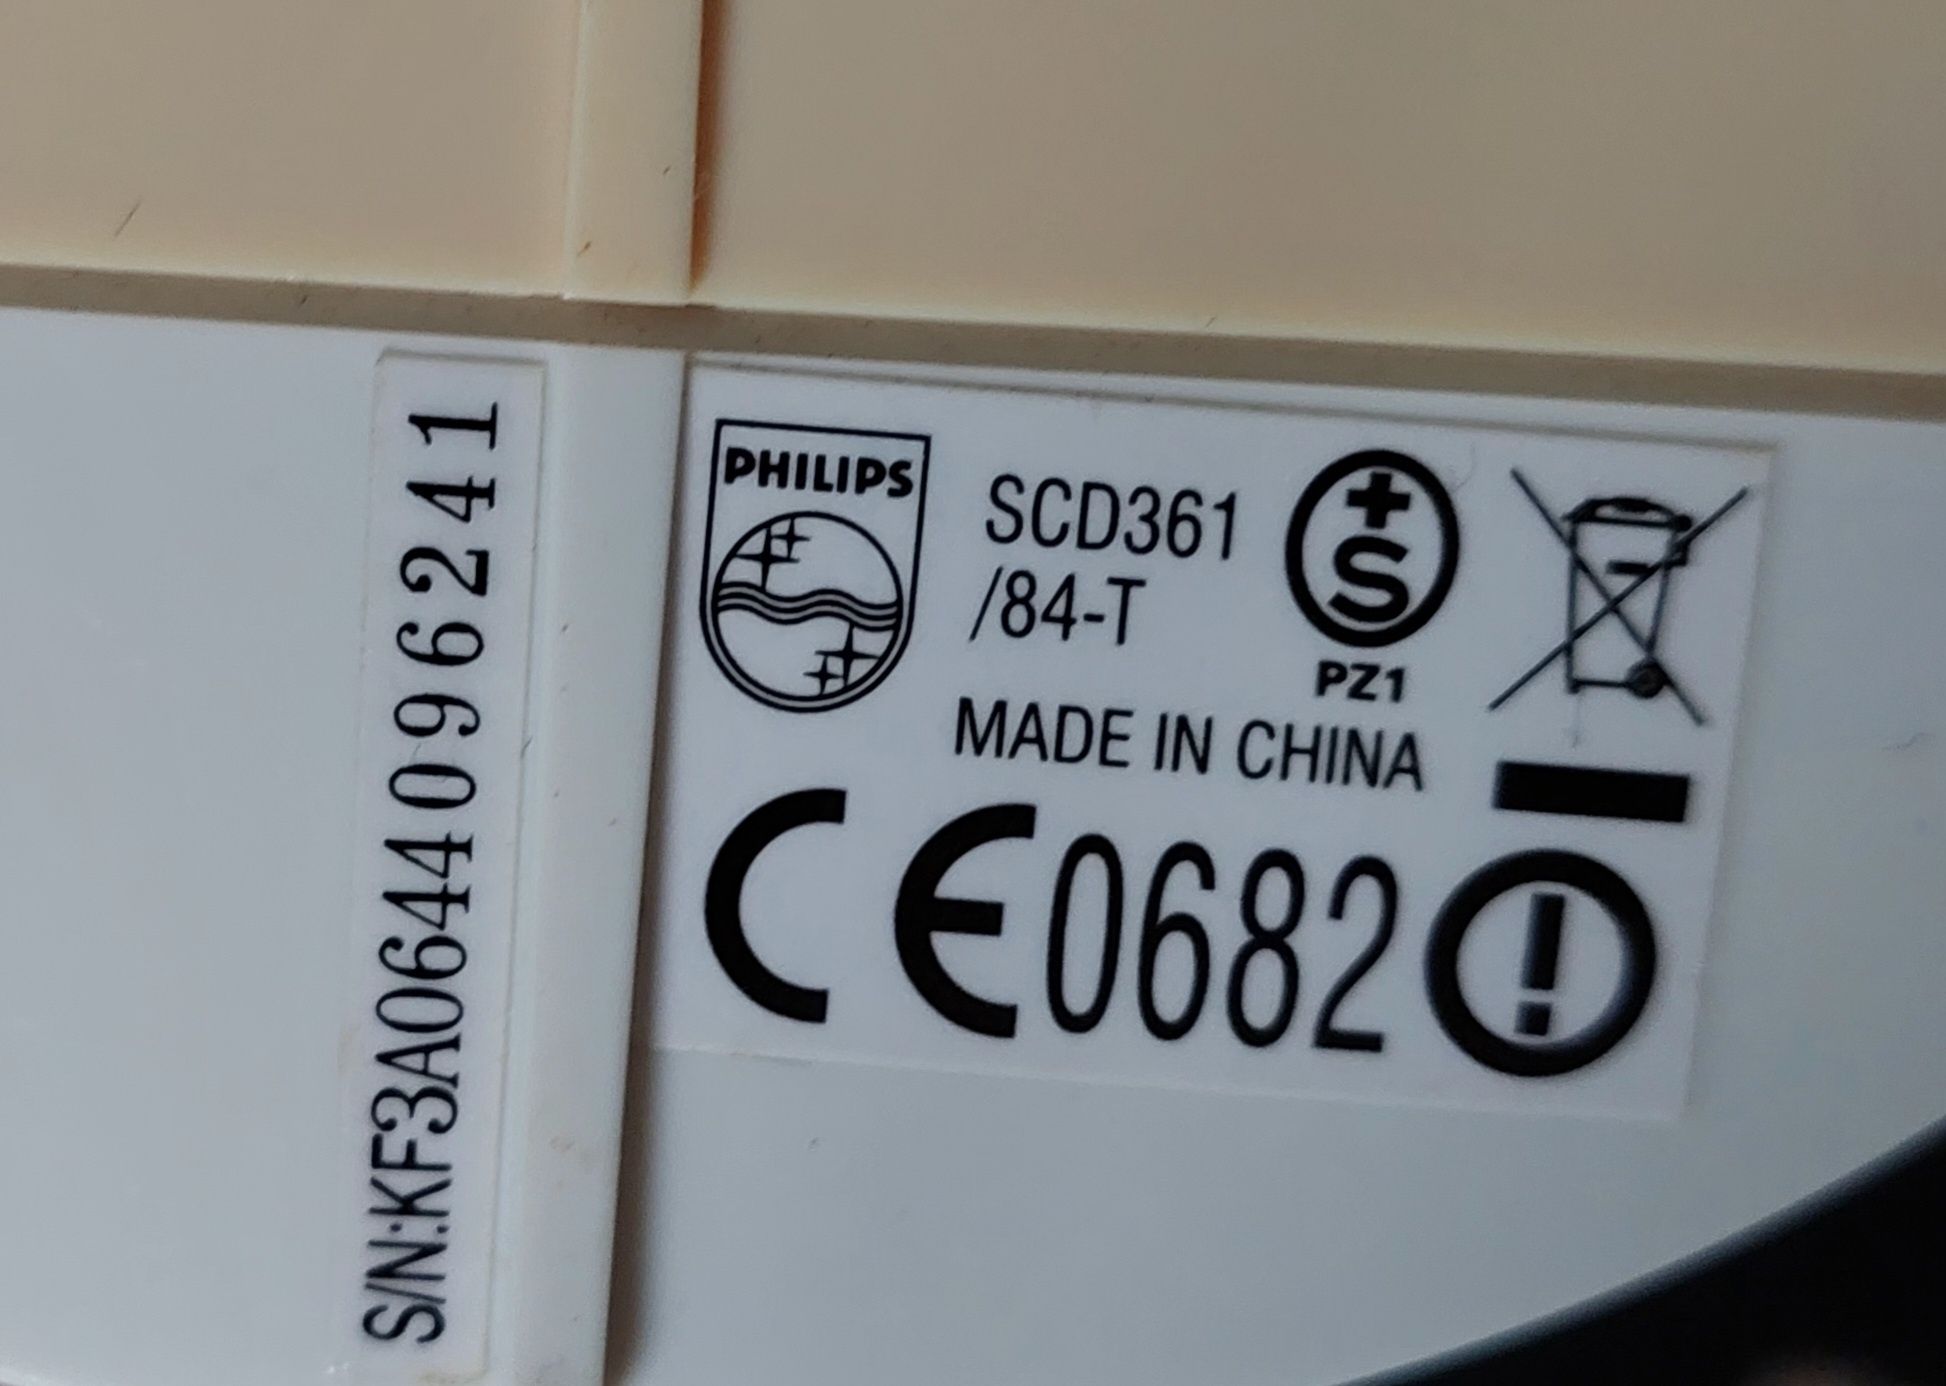 S/N:KF3A0644096241
PHILIPS
SCD361
/84-T
+
S
PZ1
MADE IN CHINA
CE0682
!